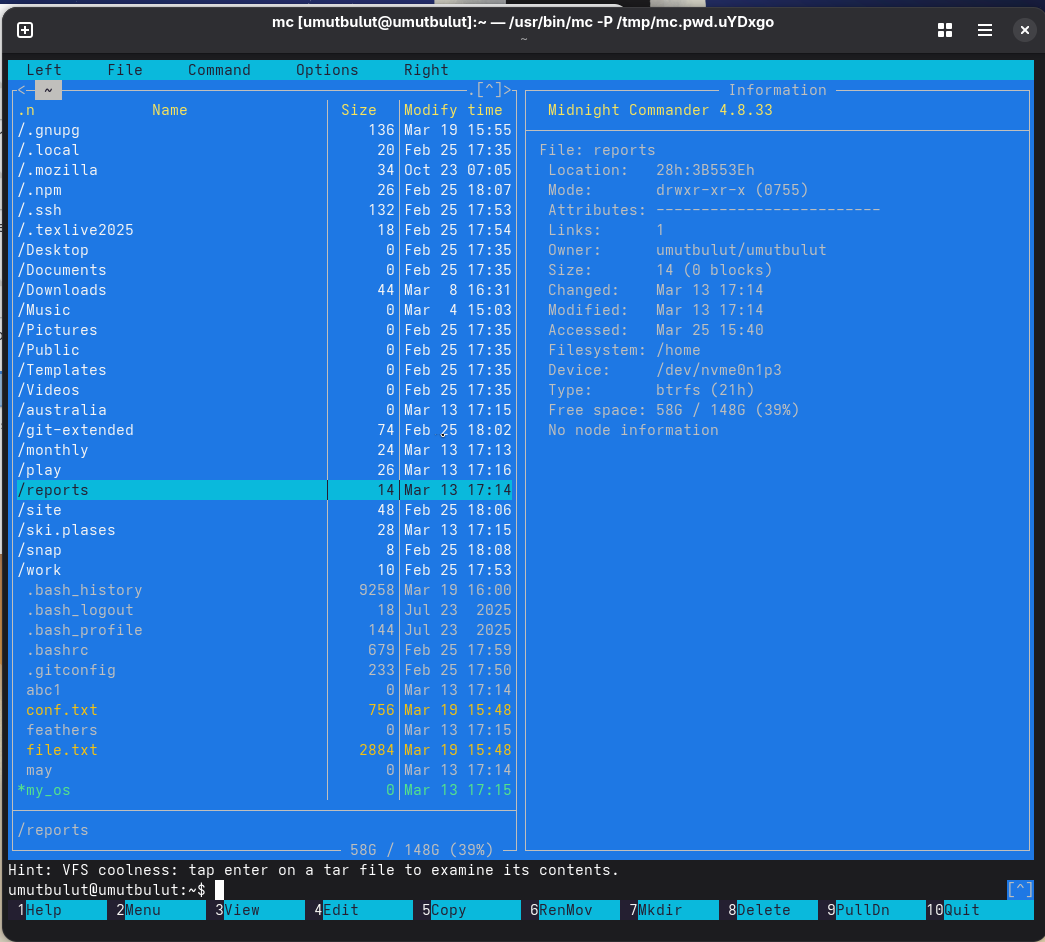 mc [umutbulut@umutbulut]:~ — /usr/bin/mc -P /tmp/mc.pwd.uYDxgo
~
Left File Command Options Right
<— ~ .[^]>
.n Name Size Modify time
/.gnupg 136 Mar 19 15:55
/.local 20 Feb 25 17:35
/.mozilla 34 Oct 23 07:05
/.npm 26 Feb 25 18:07
/.ssh 132 Feb 25 17:53
/.texlive2025 18 Feb 25 17:54
/Desktop 0 Feb 25 17:35
/Documents 0 Feb 25 17:35
/Downloads 44 Mar 8 16:31
/Music 0 Mar 4 15:03
/Pictures 0 Feb 25 17:35
/Public 0 Feb 25 17:35
/Templates 0 Feb 25 17:35
/Videos 0 Feb 25 17:35
/australia 0 Mar 13 17:15
/git-extended 74 Feb 25 18:02
/monthly 24 Mar 13 17:13
/play 26 Mar 13 17:16
/reports 14 Mar 13 17:14
/site 48 Feb 25 18:06
/ski.plases 28 Mar 13 17:15
/snap 8 Feb 25 18:08
/work 10 Feb 25 17:53
.bash_history 9258 Mar 19 16:00
.bash_logout 18 Jul 23 2025
.bash_profile 144 Jul 23 2025
.bashrc 679 Feb 25 17:59
.gitconfig 233 Feb 25 17:50
abc1 0 Mar 13 17:14
conf.txt 756 Mar 19 15:48
feathers 0 Mar 13 17:15
file.txt 2884 Mar 19 15:48
may 0 Mar 13 17:14
*my_os 0 Mar 13 17:15
/reports
58G / 148G (39%)
Information
Midnight Commander 4.8.33
File: reports
Location: 28h:3B553Eh
Mode: drwxr-xr-x (0755)
Attributes: -------------------------
Links: 1
Owner: umutbulut/umutbulut
Size: 14 (0 blocks)
Changed: Mar 13 17:14
Modified: Mar 13 17:14
Accessed: Mar 25 15:40
Filesystem: /home
Device: /dev/nvme0n1p3
Type: btrfs (21h)
Free space: 58G / 148G (39%)
No node information
Hint: VFS coolness: tap enter on a tar file to examine its contents.
umutbulut@umutbulut:~$ [^]
1Help 2Menu 3View 4Edit 5Copy 6RenMov 7Mkdir 8Delete 9PullDn 10Quit